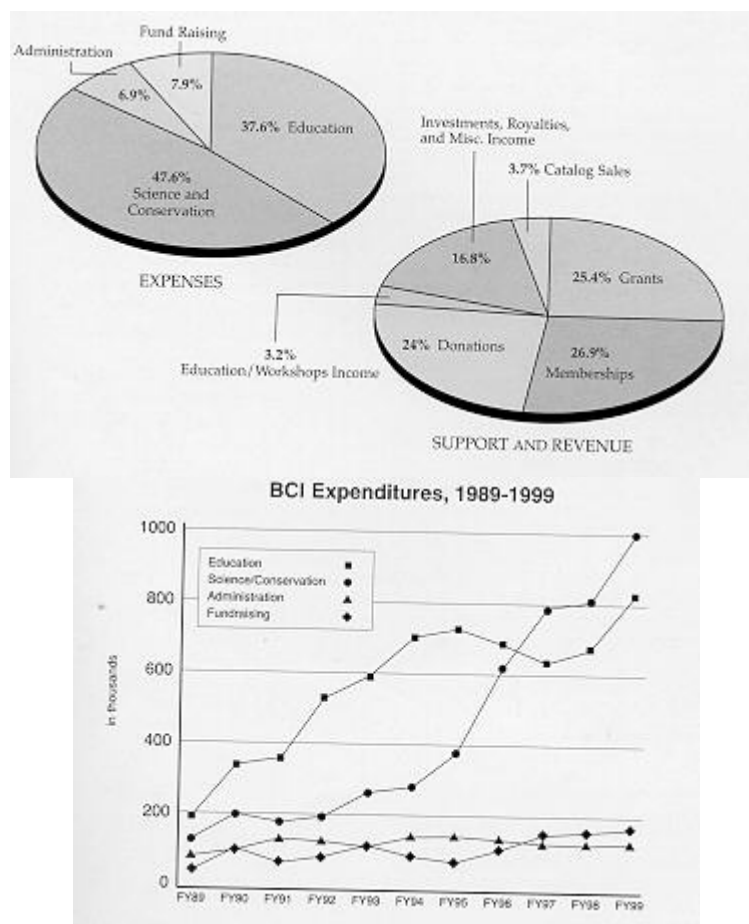 Fund Raising
Administration
7.9%
6.9%
37.6% Education
47.6%
Science and
Conservation
EXPENSES
Investments, Royalties,
and Misc. Income
3.7% Catalog Sales
16.8%
25.4% Grants
3.2%
Education/Workshops Income
24% Donations
26.9%
Memberships
SUPPORT AND REVENUE
BCI Expenditures, 1989-1999
1000
800
600
400
200
0
in thousands
Education
Science/Conservation
Administration
Fundraising
FY89 FY90 FY91 FY92 FY93 FY94 FY95 FY96 FY97 FY98 FY99